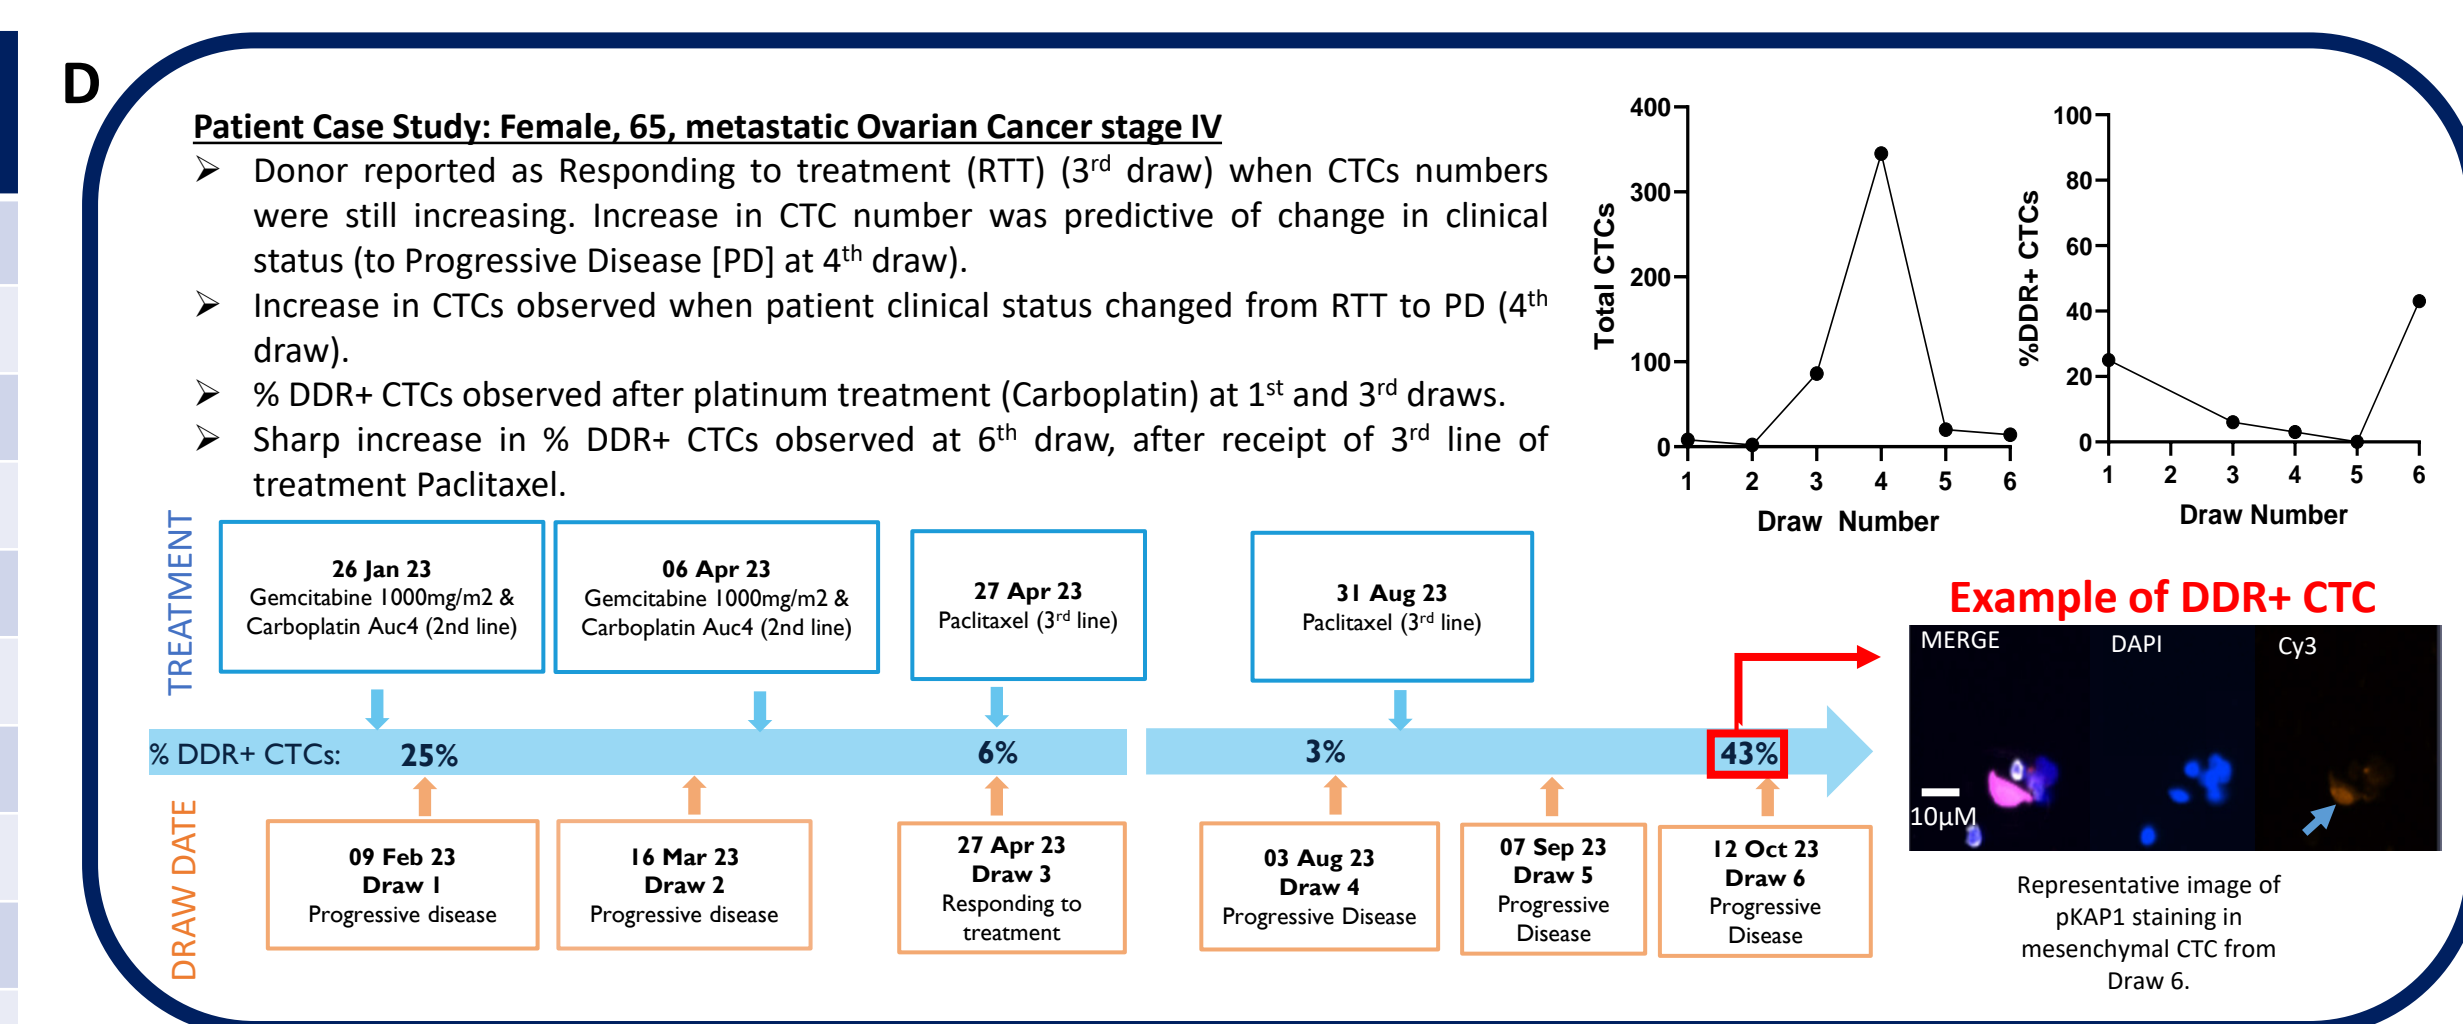 D
Patient Case Study: Female, 65, metastatic Ovarian Cancer stage IV
➢ Donor reported as Responding to treatment (RTT) (3rd draw) when CTCs numbers
were still increasing. Increase in CTC number was predictive of change in clinical
status (to Progressive Disease [PD] at 4th draw).
➢ Increase in CTCs observed when patient clinical status changed from RTT to PD (4th
draw).
➢ % DDR+ CTCs observed after platinum treatment (Carboplatin) at 1st and 3rd draws.
➢ Sharp increase in % DDR+ CTCs observed at 6th draw, after receipt of 3rd line of
treatment Paclitaxel.
Total CTCs
400
300
200
100
0
1 2 3 4 5 6
Draw Number
%DDR+ CTCs
100
80
60
40
20
0
1 2 3 4 5 6
Draw Number
TREATMENT
26 Jan 23
Gemcitabine 1000mg/m2 &
Carboplatin Auc4 (2nd line)
06 Apr 23
Gemcitabine 1000mg/m2 &
Carboplatin Auc4 (2nd line)
27 Apr 23
Paclitaxel (3rd line)
31 Aug 23
Paclitaxel (3rd line)
% DDR+ CTCs: 25% 6% 3% 43%
DRAW DATE
09 Feb 23
Draw 1
Progressive disease
16 Mar 23
Draw 2
Progressive disease
27 Apr 23
Draw 3
Responding to
treatment
03 Aug 23
Draw 4
Progressive Disease
07 Sep 23
Draw 5
Progressive
Disease
12 Oct 23
Draw 6
Progressive
Disease
Example of DDR+ CTC
MERGE DAPI Cy3
10µM
Representative image of
pKAP1 staining in
mesenchymal CTC from
Draw 6.